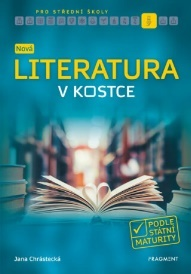 PRO STŘEDNÍ ŠKOLY
Nová
LITERATURA
V KOSTCE
PODLE
STÁTNÍ
MATURITY
Jana Chrástecká
FRAGMENT